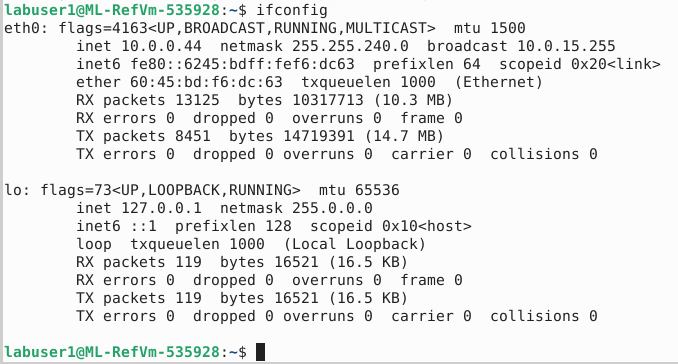 labuser1@ML-RefVm-535928:~$ ifconfig
eth0: flags=4163<UP,BROADCAST,RUNNING,MULTICAST>  mtu 1500
        inet 10.0.0.44  netmask 255.255.240.0  broadcast 10.0.15.255
        inet6 fe80::6245:bdff:fef6:dc63  prefixlen 64  scopeid 0x20<link>
        ether 60:45:bd:f6:dc:63  txqueuelen 1000  (Ethernet)
        RX packets 13125  bytes 10317713 (10.3 MB)
        RX errors 0  dropped 0  overruns 0  frame 0
        TX packets 8451  bytes 14719391 (14.7 MB)
        TX errors 0  dropped 0 overruns 0  carrier 0  collisions 0

lo: flags=73<UP,LOOPBACK,RUNNING>  mtu 65536
        inet 127.0.0.1  netmask 255.0.0.0
        inet6 ::1  prefixlen 128  scopeid 0x10<host>
        loop  txqueuelen 1000  (Local Loopback)
        RX packets 119  bytes 16521 (16.5 KB)
        RX errors 0  dropped 0  overruns 0  frame 0
        TX packets 119  bytes 16521 (16.5 KB)
        TX errors 0  dropped 0 overruns 0  carrier 0  collisions 0

labuser1@ML-RefVm-535928:~$